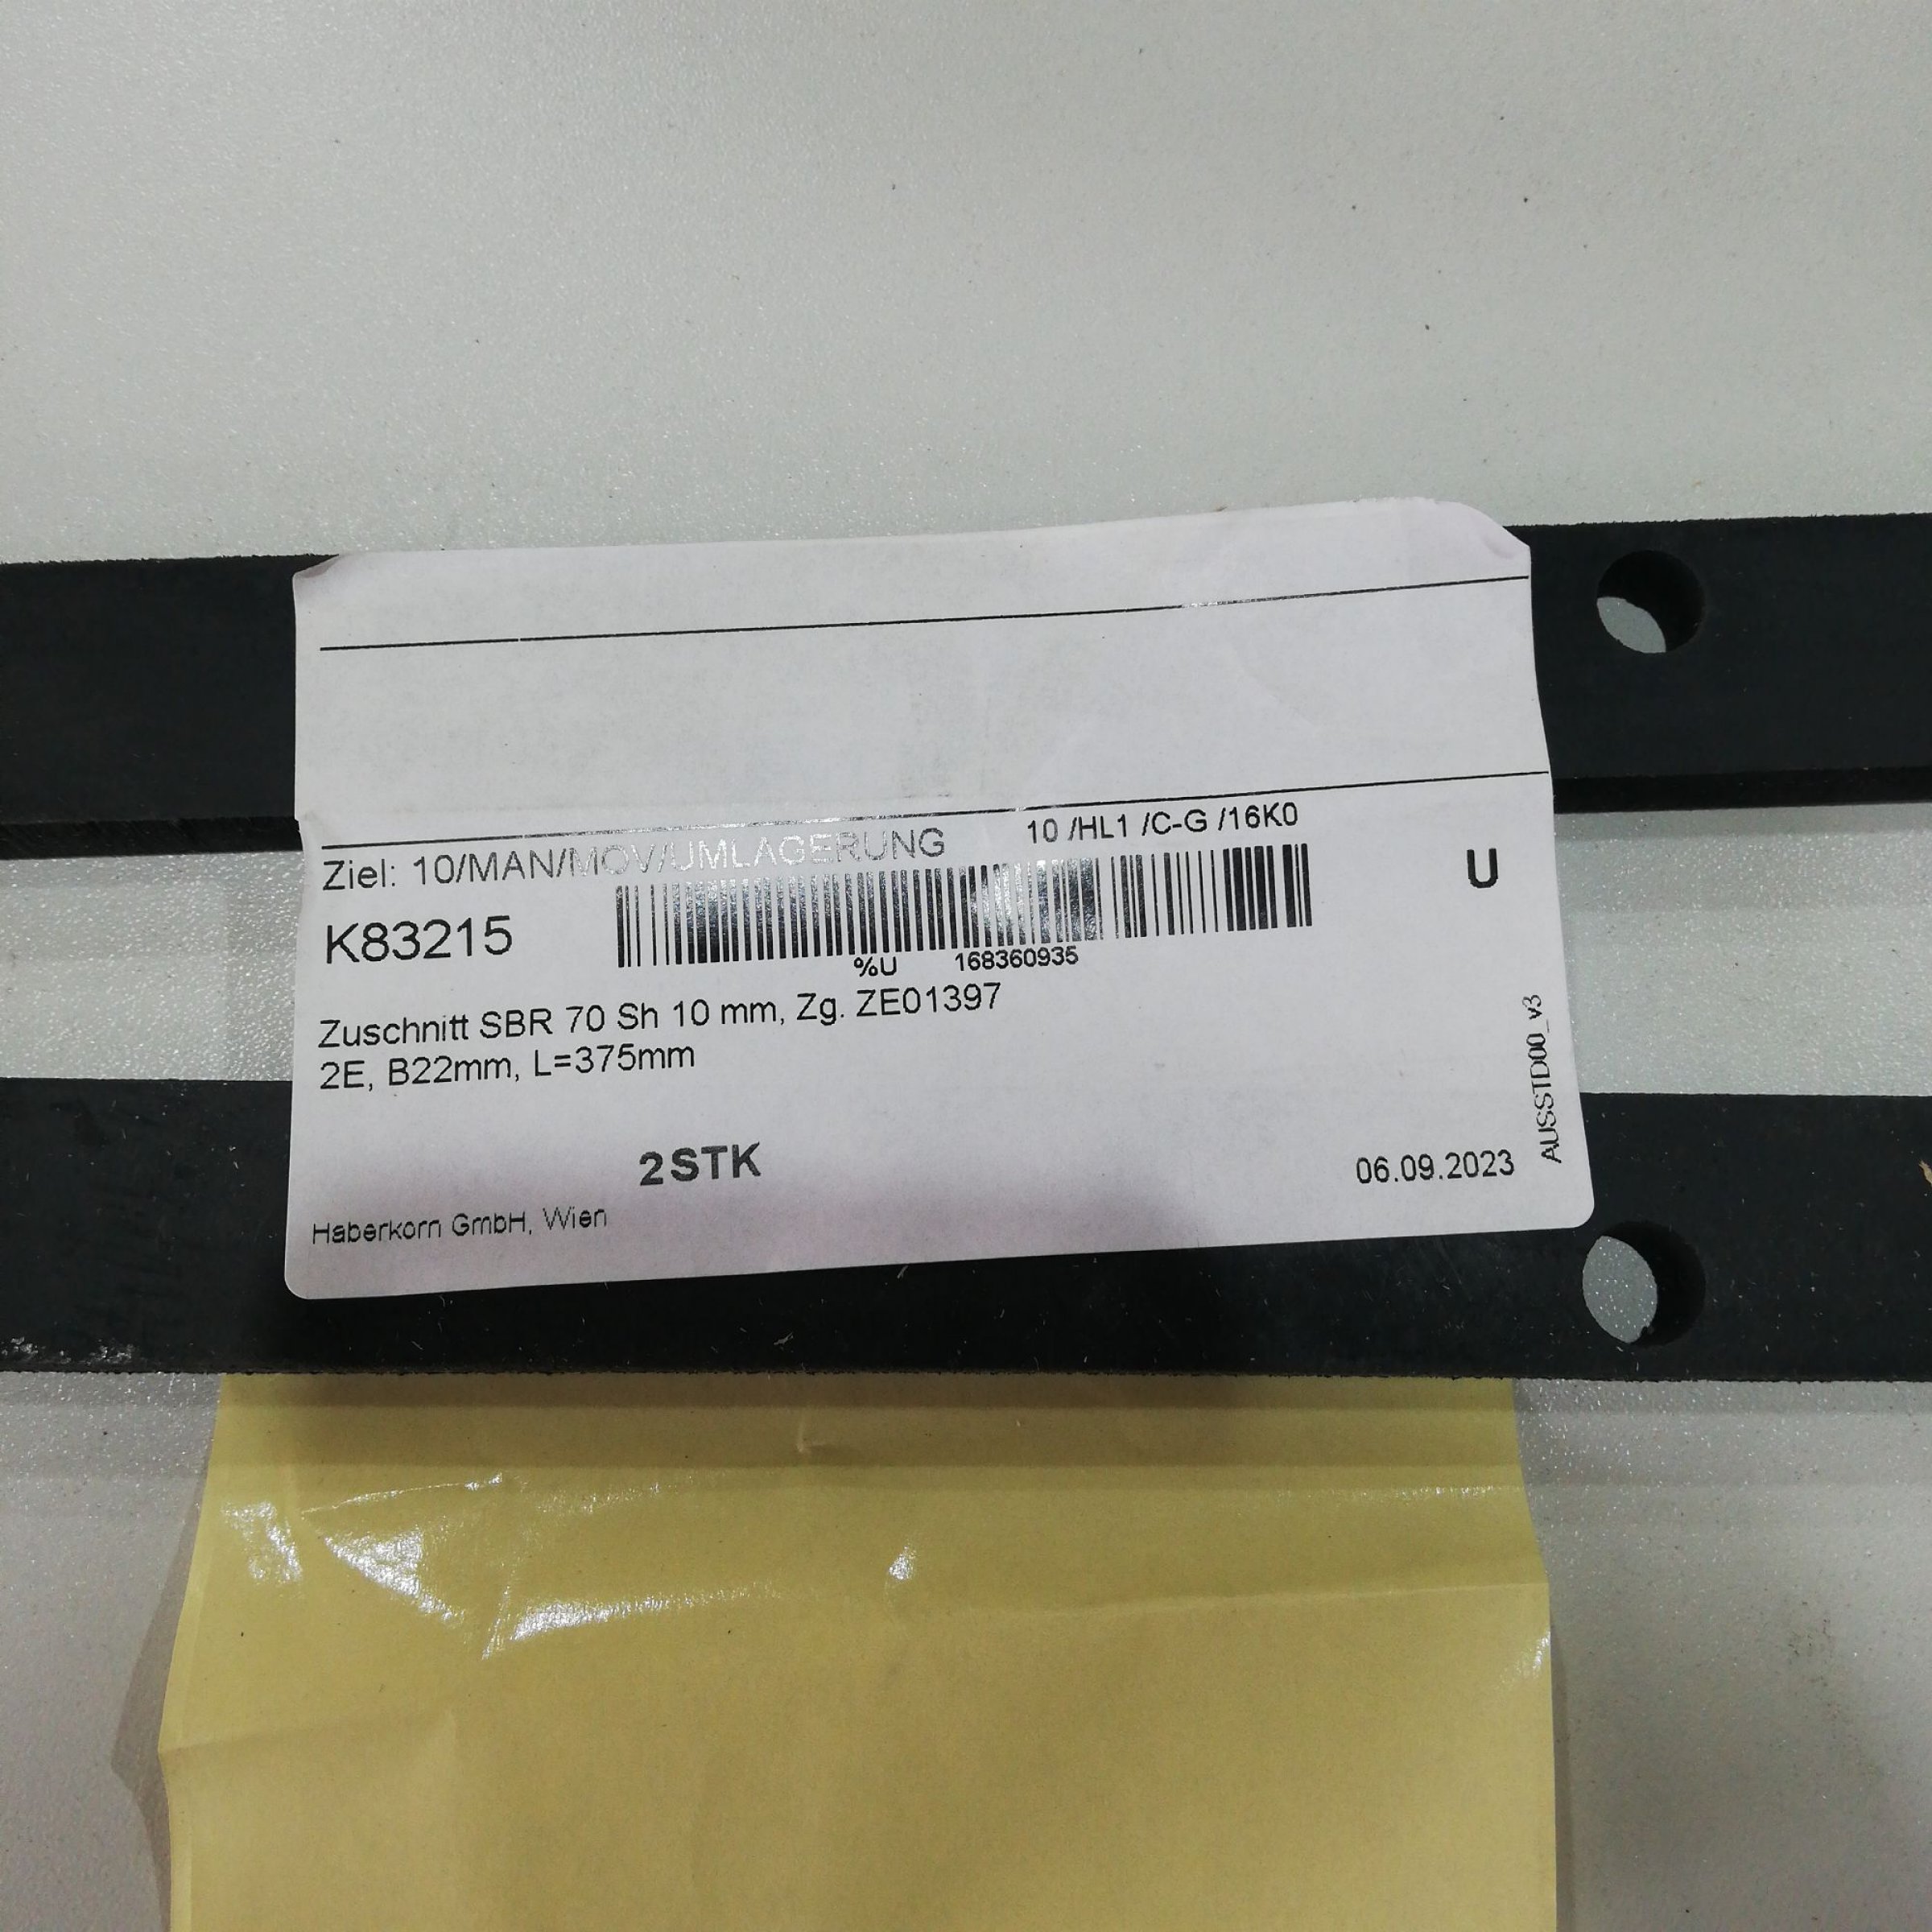 Ziel: 10/MAN/MOV/UMLAGERUNG 10 /HL1 /C-G /16K0
U
K83215
%U 168360935
Zuschnitt SBR 70 Sh 10 mm, Zg. ZE01397
2E, B22mm, L=375mm
2STK
06.09.2023
AUSSTD00_v3
Haberkorn GmbH, Wien